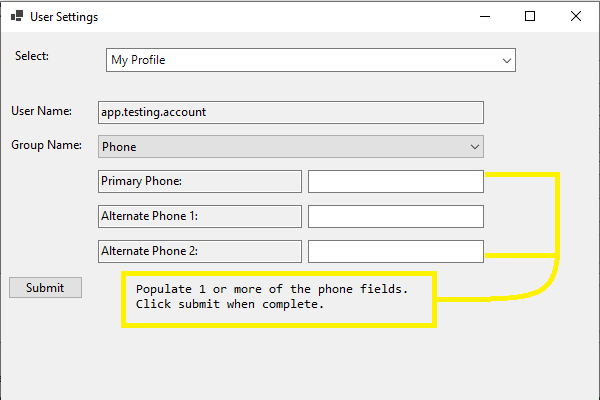 User Settings
Select: My Profile
User Name: app.testing.account
Group Name: Phone
Primary Phone:
Alternate Phone 1:
Alternate Phone 2:
Submit
Populate 1 or more of the phone fields.
Click submit when complete.